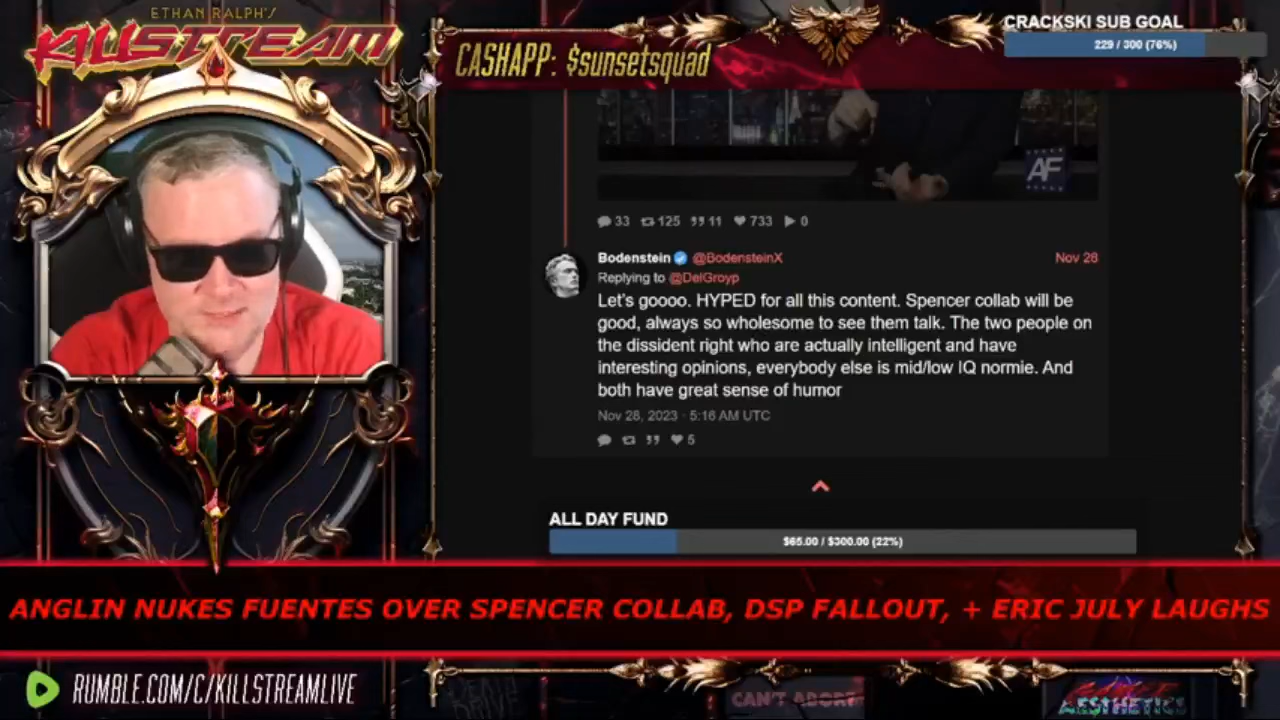 ETHAN RALPH'S
KILLSTREAM
CASHAPP: $sunsetsquad
CRACKSKI SUB GOAL
229 / 300 (76%)
AF
33 125 11 733 0
Bodenstein @BodensteinX Nov 28
Replying to @DelGroyp
Let's goooo. HYPED for all this content. Spencer collab will be
good, always so wholesome to see them talk. The two people on
the dissident right who are actually intelligent and have
interesting opinions, everybody else is mid/low IQ normie. And
both have great sense of humor
Nov 28, 2023 · 5:16 AM UTC
5
ALL DAY FUND
$65.00 / $300.00 (22%)
ANGLIN NUKES FUENTES OVER SPENCER COLLAB, DSP FALLOUT, + ERIC JULY LAUGHS
RUMBLE.COM/C/KILLSTREAMLIVE
CAN'T ABORT
AESTHETICS